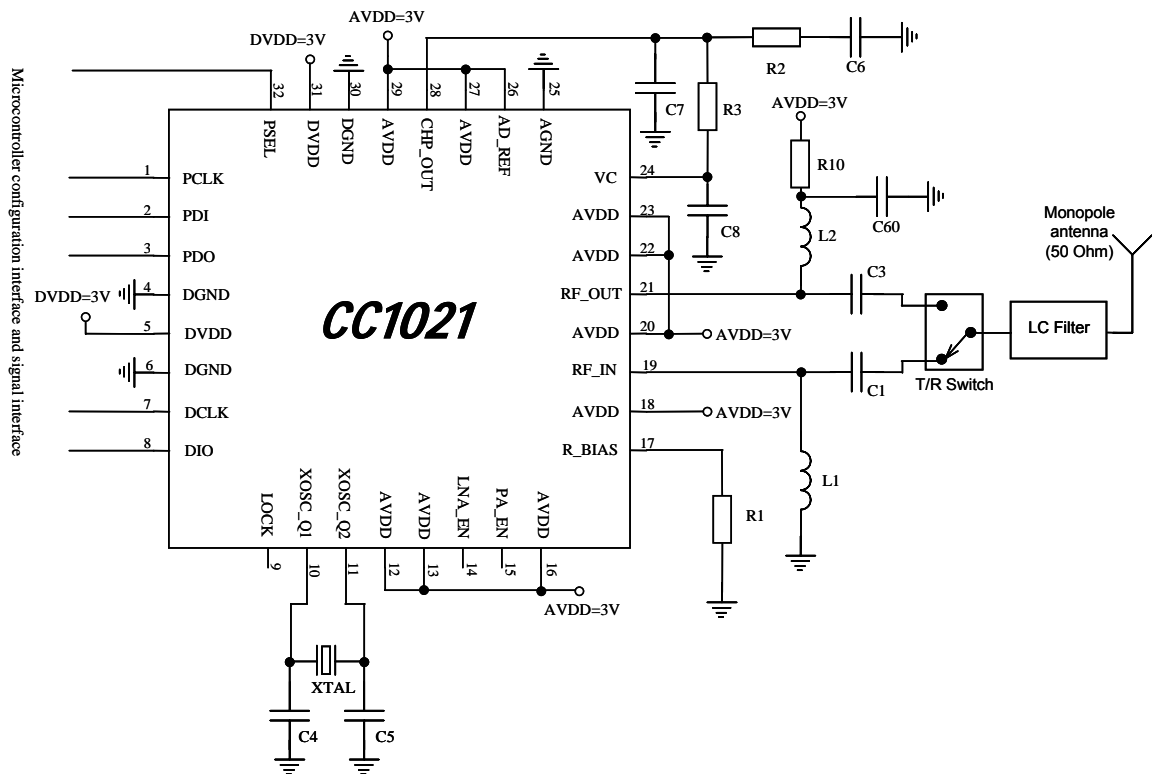 AVDD=3V
DVDD=3V
Microcontroller configuration interface and signal interface
32
31
30
29
28
27
26
25
PSEL
DVDD
DGND
AVDD
CHP_OUT
AVDD
AD_REF
AGND
R2
C6
C7
R3
AVDD=3V
R10
C60
L2
C8
1
PCLK
2
PDI
3
PDO
4
DGND
DVDD=3V
5
DVDD
6
DGND
7
DCLK
8
DIO
CC1021
VC
24
AVDD
23
AVDD
22
RF_OUT
21
AVDD
20
AVDD=3V
RF_IN
19
AVDD
18
AVDD=3V
R_BIAS
17
C3
C1
T/R Switch
LC Filter
Monopole
antenna
(50 Ohm)
L1
R1
LOCK
XOSC_Q1
XOSC_Q2
AVDD
AVDD
LNA_EN
PA_EN
AVDD
9
10
11
12
13
14
15
16
AVDD=3V
XTAL
C4
C5